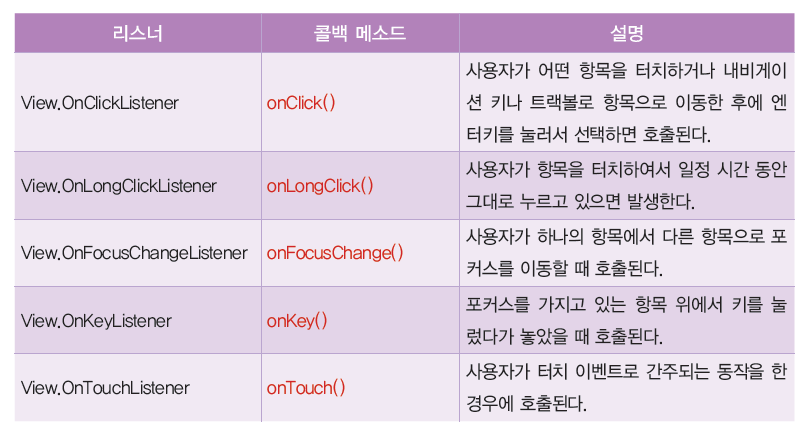 리스너 콜백 메소드 설명
View.OnClickListener onClick() 사용자가 어떤 항목을 터치하거나 내비게이
션 키나 트랙볼로 항목으로 이동한 후에 엔
터키를 눌러서 선택하면 호출된다.
View.OnLongClickListener onLongClick() 사용자가 항목을 터치하여서 일정 시간 동안
그대로 누르고 있으면 발생한다.
View.OnFocusChangeListener onFocusChange() 사용자가 하나의 항목에서 다른 항목으로 포
커스를 이동할 때 호출된다.
View.OnKeyListener onKey() 포커스를 가지고 있는 항목 위에서 키를 눌
렀다가 놓았을 때 호출된다.
View.OnTouchListener onTouch() 사용자가 터치 이벤트로 간주되는 동작을 한
경우에 호출된다.